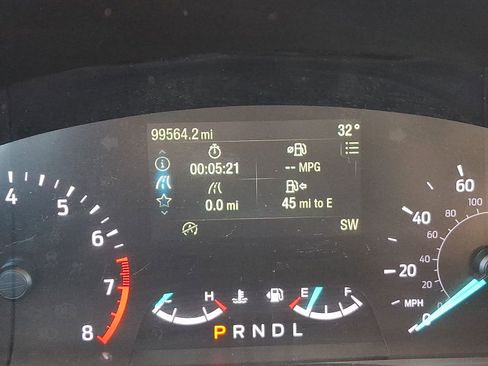 99564.2 mi 32°
00:05:21 -- MPG
0.0 mi 45 mi to E
SW
4 5 6 7 8
C H E F
P R N D L
60 40 20 0
MPH
100 80